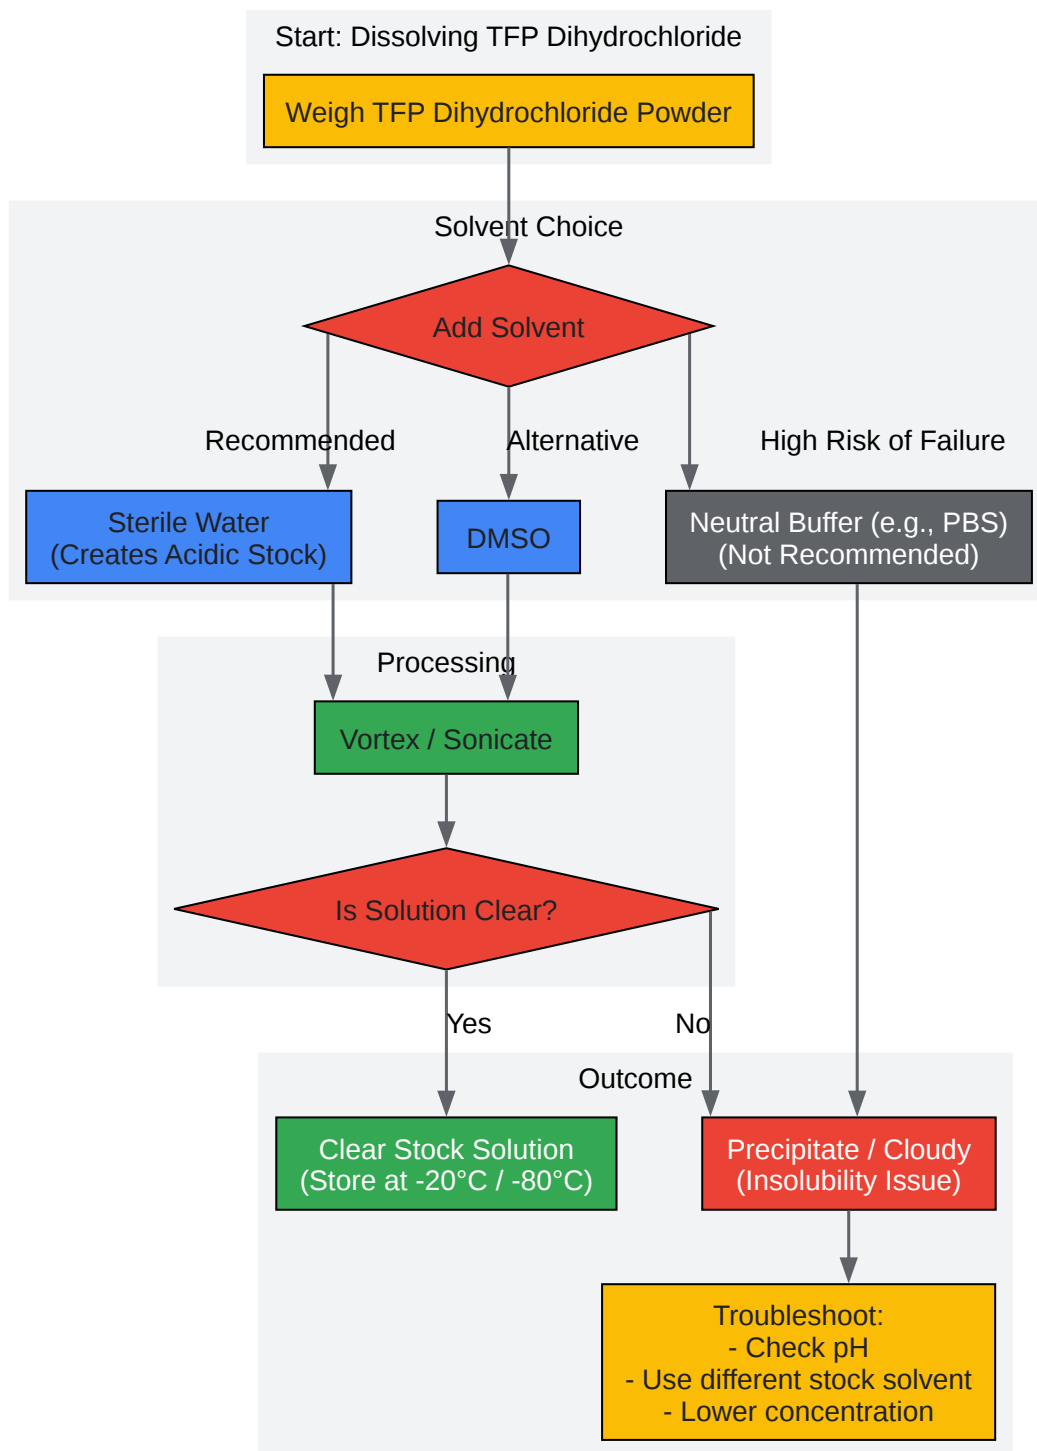 Start: Dissolving TFP Dihydrochloride
Weigh TFP Dihydrochloride Powder
Solvent Choice
Add Solvent
Recommended
Alternative
High Risk of Failure
Sterile Water
(Creates Acidic Stock)
DMSO
Neutral Buffer (e.g., PBS)
(Not Recommended)
Processing
Vortex / Sonicate
Is Solution Clear?
Yes
No
Outcome
Clear Stock Solution
(Store at -20°C / -80°C)
Precipitate / Cloudy
(Insolubility Issue)
Troubleshoot:
- Check pH
- Use different stock solvent
- Lower concentration